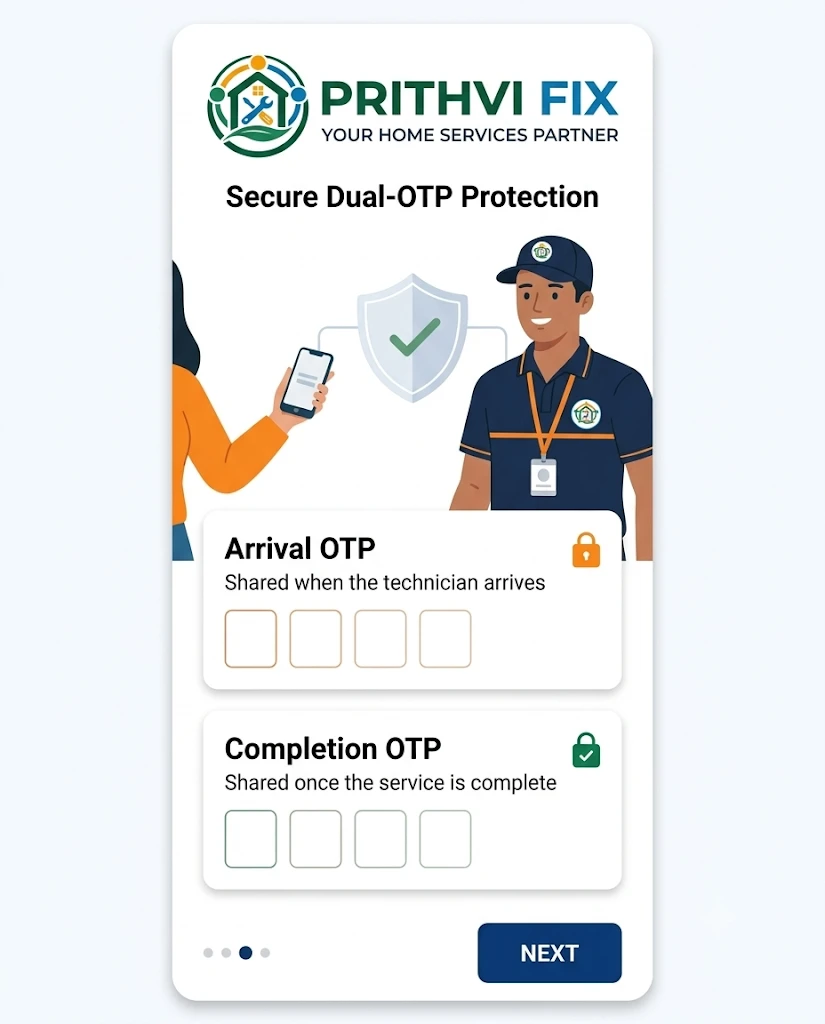 PRITHVI FIX
YOUR HOME SERVICES PARTNER
Secure Dual-OTP Protection
Arrival OTP
Shared when the technician arrives
Completion OTP
Shared once the service is complete
NEXT